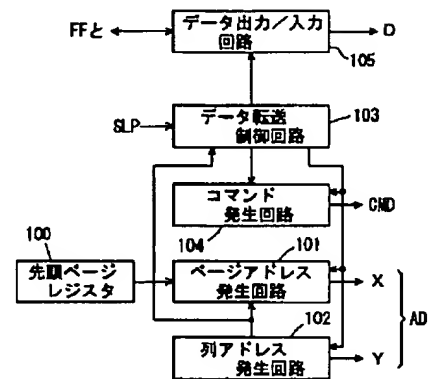 FFと
データ出力/入力
回路
D
105
SLP
データ転送
制御回路
103
コマンド
発生回路
CMD
104
100
101
先頭ページ
レジスタ
ページアドレス
発生回路
X
AD
102
列アドレス
発生回路
Y